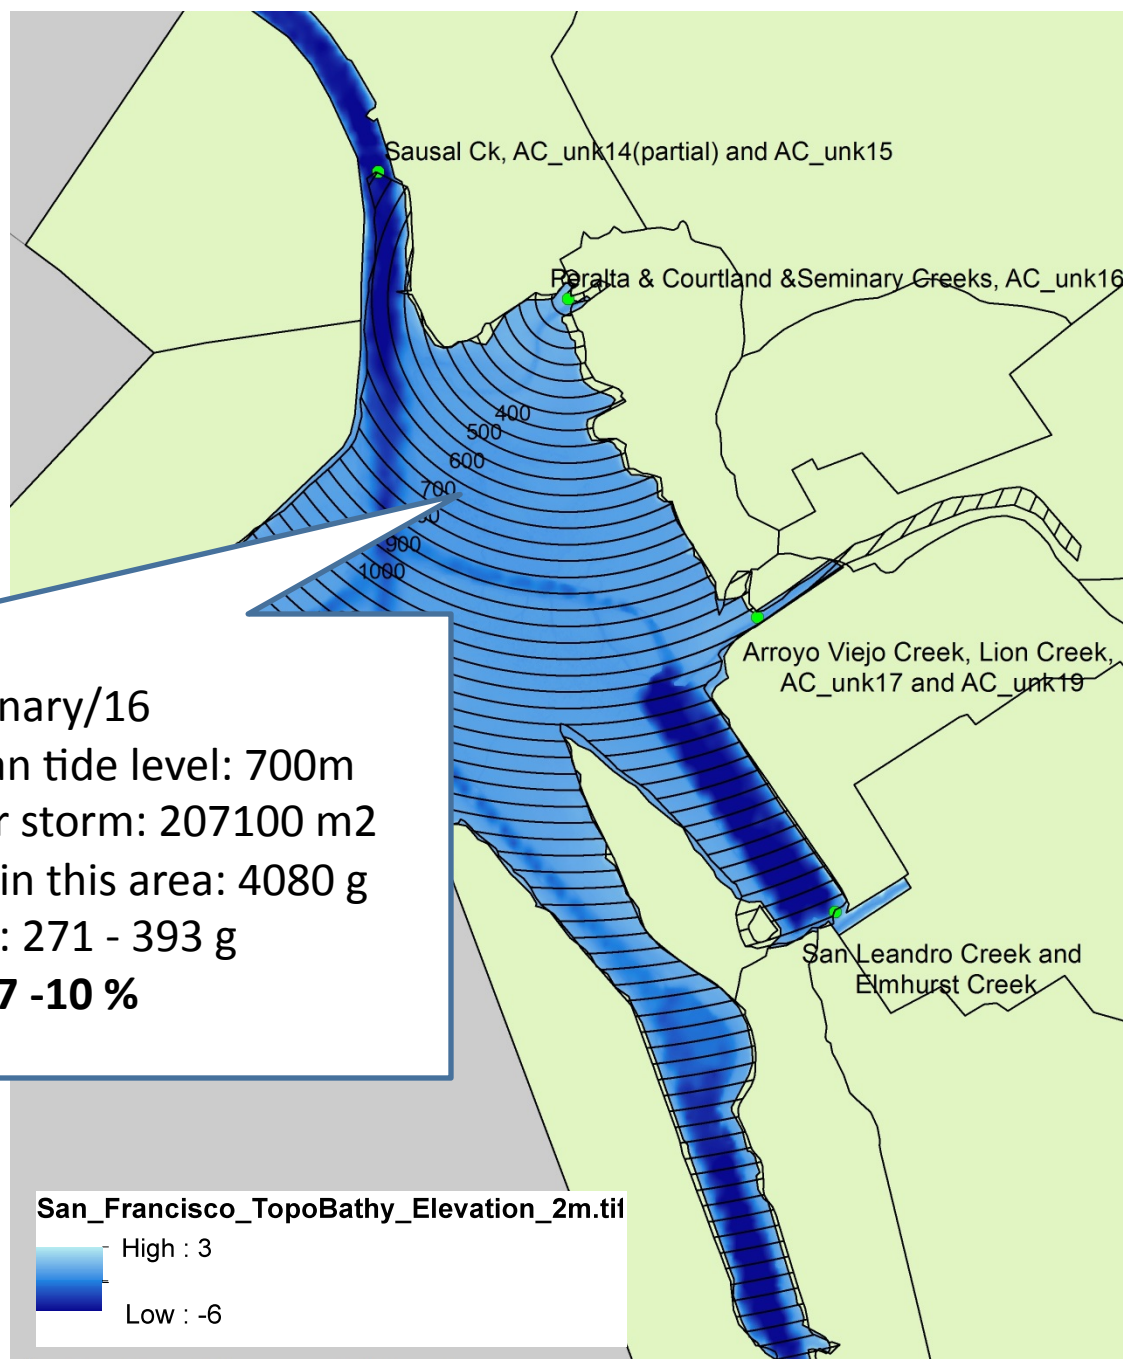 Sausal Ck, AC_unk14(partial) and AC_unk15
Peralta & Courtland &Seminary Creeks, AC_unk16
400
500
600
700
900
1000
Arroyo Viejo Creek, Lion Creek,
AC_unk17 and AC_unk19
nary/16
an tide level: 700m
r storm: 207100 m2
in this area: 4080 g
: 271 - 393 g
7 -10 %
San Leandro Creek and
Elmhurst Creek
San_Francisco_TopoBathy_Elevation_2m.tif
High : 3
Low : -6